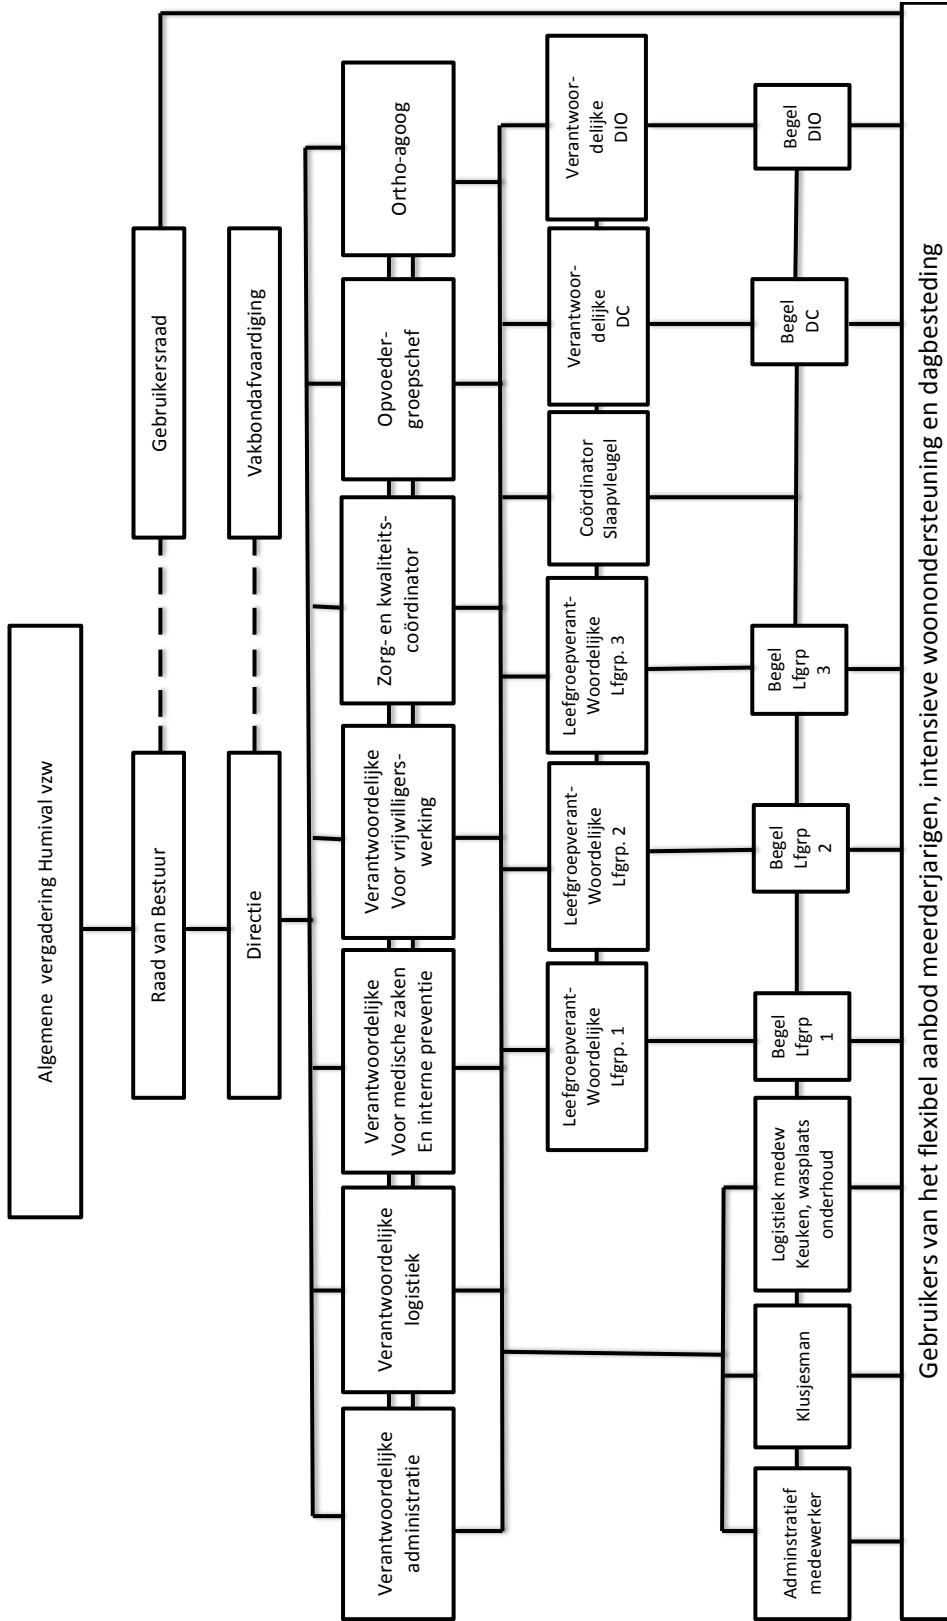 Algemene vergadering Humival vzw
Raad van Bestuur
Gebruikersraad
Directie
Vakbondafvaardiging
Verantwoordelijke
administratie
Verantwoordelijke
logistiek
Verantwoordelijke
Voor medische zaken
En interne preventie
Verantwoordelijke
Voor vrijwilligers-
werking
Zorg- en kwaliteits-
coördinator
Opvoeder-
groepschef
Ortho-agoog
Leefgroepverant-
Woordelijke
Lfgrp. 1
Leefgroepverant-
Woordelijke
Lfgrp. 2
Leefgroepverant-
Woordelijke
Lfgrp. 3
Coördinator
Slaapvleugel
Verantwoor-
delijke
DC
Verantwoor-
delijke
DIO
Adminstratief
medewerker
Klusjesman
Logistiek medew
Keuken, wasplaats
onderhoud
Begel
Lfgrp
1
Begel
Lfgrp
2
Begel
Lfgrp
3
Begel
DC
Begel
DIO
Gebruikers van het flexibel aanbod meerderjarigen, intensieve woonondersteuning en dagbesteding